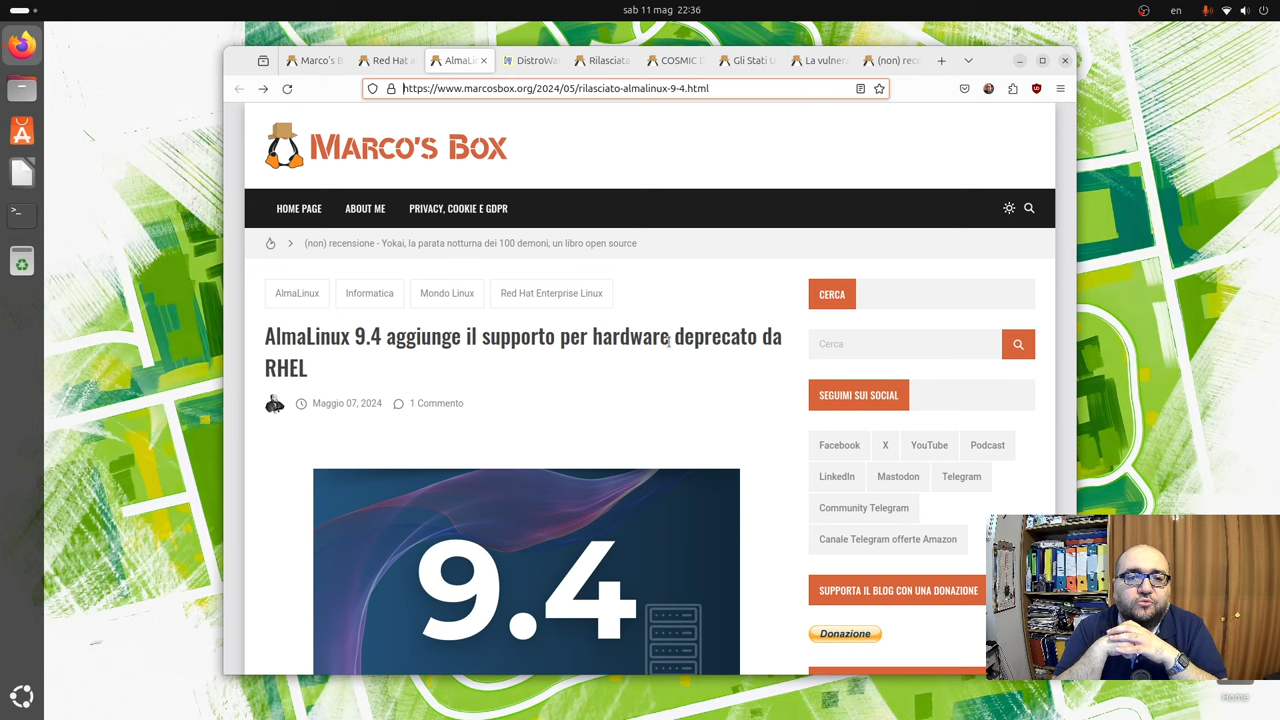 sab 11 mag 22:36
en
Marco's B
Red Hat a
AlmaLi
DistroWa
Rilasciata
COSMIC D
Gli Stati U
La vulnera
(non) rece
https://www.marcosbox.org/2024/05/rilasciato-almalinux-9-4.html
MARCO'S BOX
HOME PAGE
ABOUT ME
PRIVACY, COOKIE E GDPR
(non) recensione - Yokai, la parata notturna dei 100 demoni, un libro open source
AlmaLinux
Informatica
Mondo Linux
Red Hat Enterprise Linux
AlmaLinux 9.4 aggiunge il supporto per hardware deprecato da
RHEL
Maggio 07, 2024
1 Commento
9.4
CERCA
Cerca
SEGUIMI SUI SOCIAL
Facebook
X
YouTube
Podcast
LinkedIn
Mastodon
Telegram
Community Telegram
Canale Telegram offerte Amazon
SUPPORTA IL BLOG CON UNA DONAZIONE
Donazione
Home